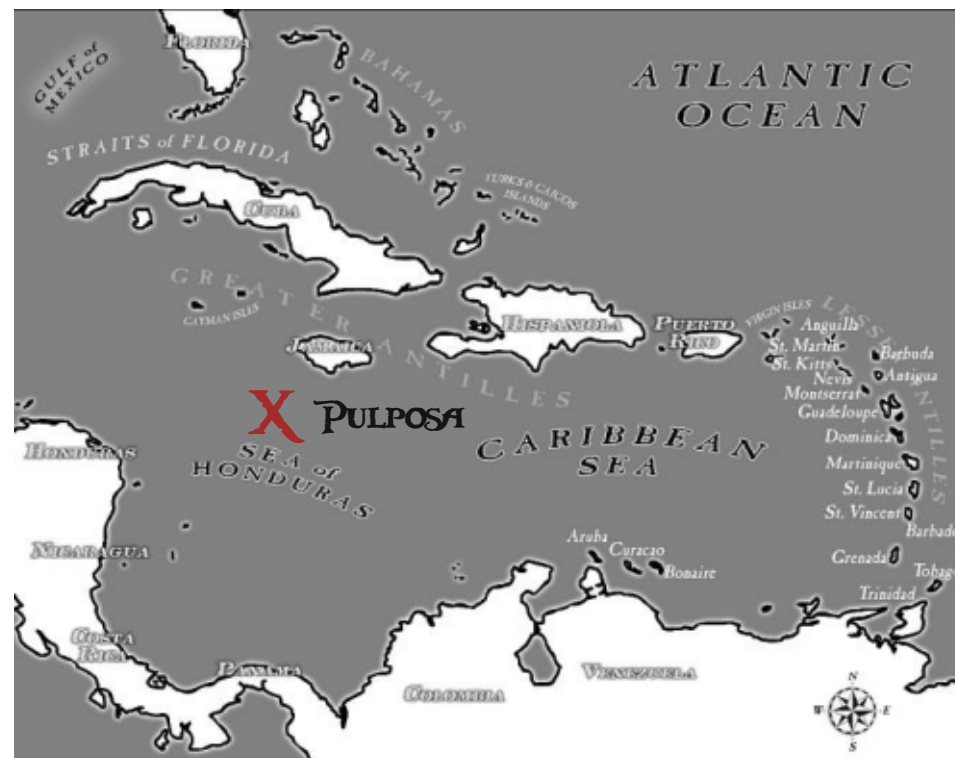 FLORIDA
GULF of
MEXICO
BAHAMAS
ATLANTIC
OCEAN
STRAITS of FLORIDA
TURKS & CAICOS
ISLANDS
CUBA
GREATER ANTILLES
CAYMAN ISLES
JAMAICA
HISPANIOLA
PUERTO
RICO
VIRGIN ISLES
LESSER ANTILLES
Anguilla
St. Martin
St. Kitts
Barbuda
Nevis
Antigua
Montserrat
Guadeloupe
X PULPOSA
Dominica
CARIBBEAN
SEA
HONDURAS
SEA of
HONDURAS
Martinique
St. Lucia
St. Vincent
Barbado
NICARAGUA
Aruba
Curacao
Bonaire
Grenada
Tobago
Trinidad
COSTA
RICA
PANAMA
COLOMBIA
VENEZUELA
N
W E
S